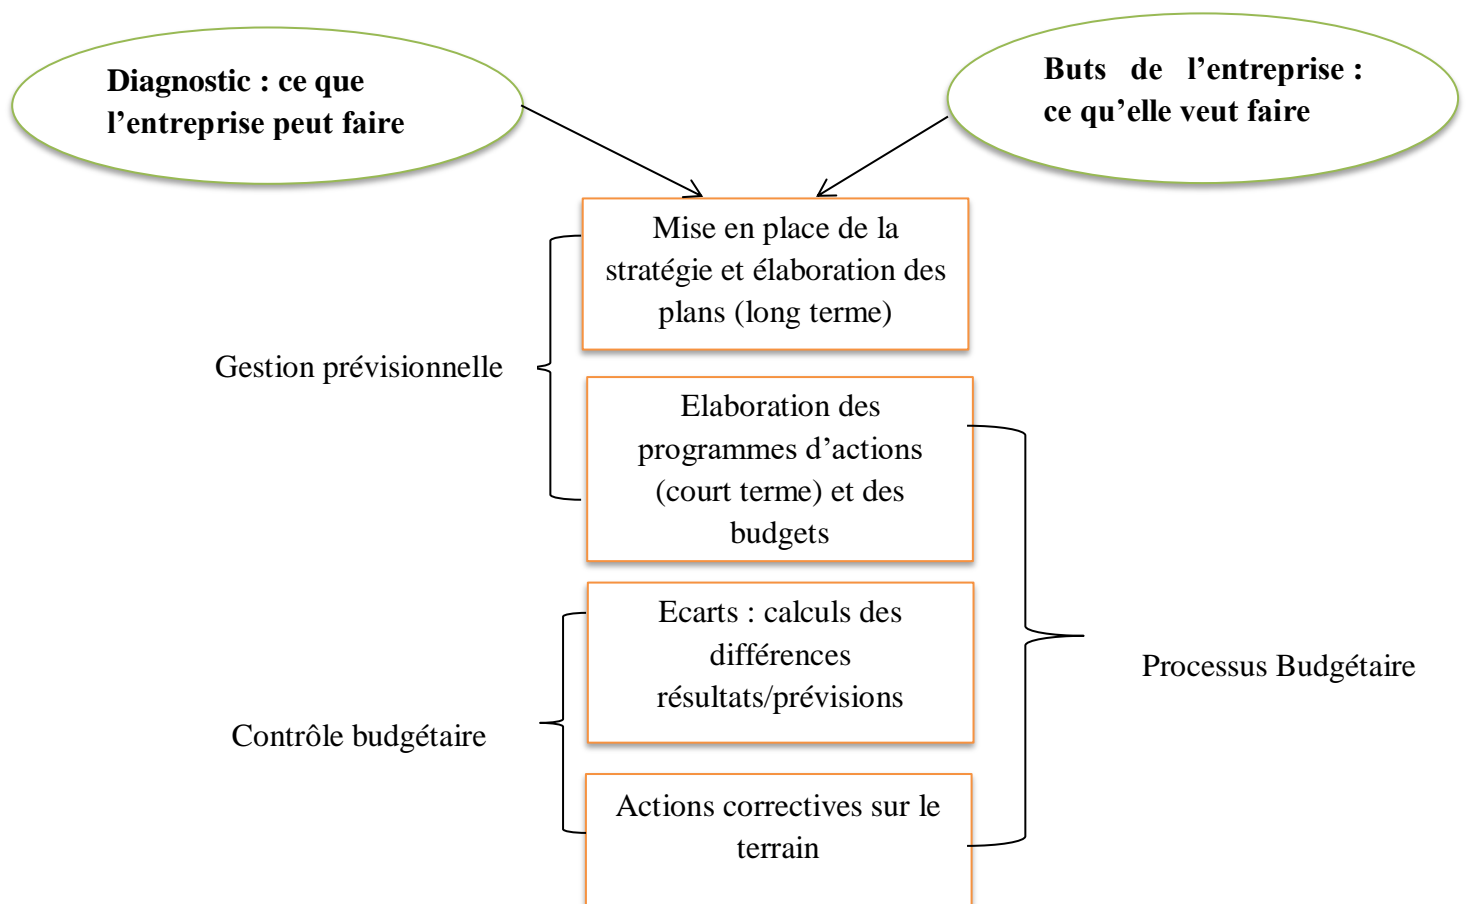 Diagnostic : ce que
l’entreprise peut faire
Buts de l’entreprise :
ce qu’elle veut faire
Mise en place de la
stratégie et élaboration des
plans (long terme)
Gestion prévisionnelle
Elaboration des
programmes d’actions
(court terme) et des
budgets
Ecarts : calculs des
différences
résultats/prévisions
Processus Budgétaire
Contrôle budgétaire
Actions correctives sur le
terrain